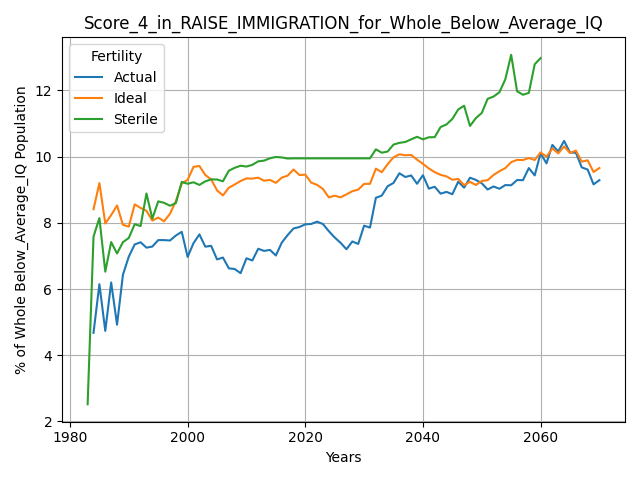 Score_4_in_RAISE_IMMIGRATION_for_Whole_Below_Average_IQ
Fertility
Actual
Ideal
Sterile
% of Whole Below_Average_IQ Population
12
10
8
6
4
2
1980
2000
2020
2040
2060
Years